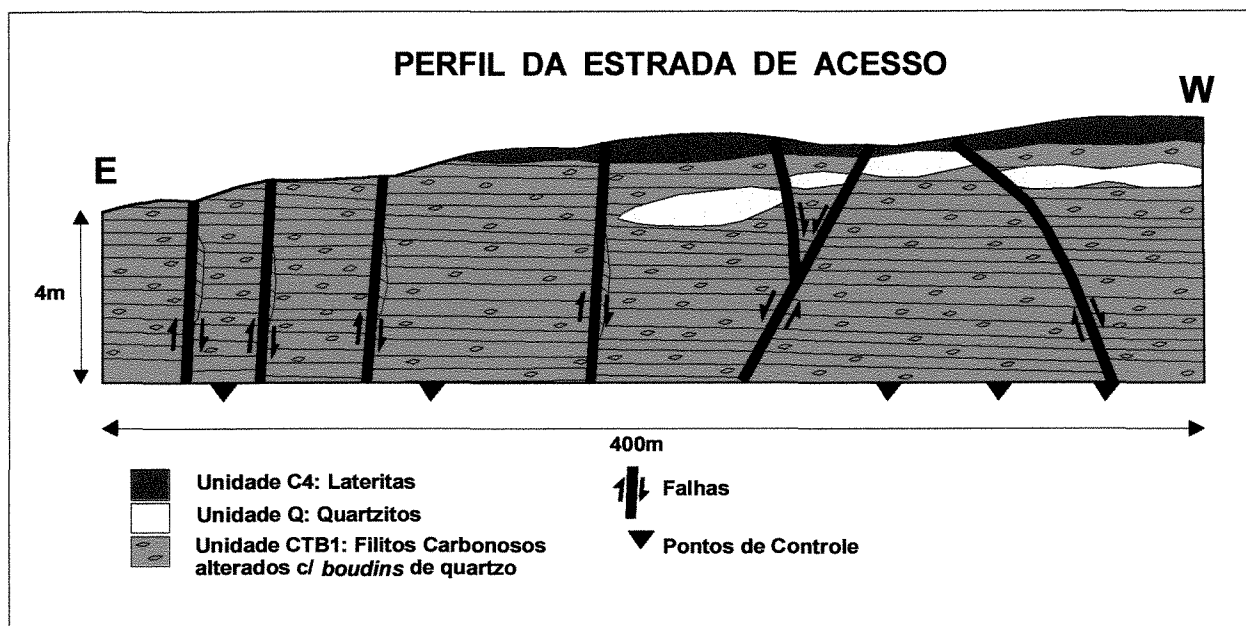 PERFIL DA ESTRADA DE ACESSO
W
E
4m
400m
Unidade C4: Lateritas
Unidade Q: Quartzitos
Unidade CTB1: Filitos Carbonosos
alterados c/ boudins de quartzo
Falhas
Pontos de Controle